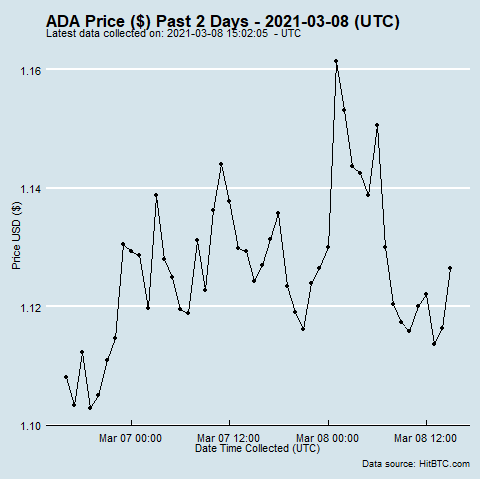 ADA Price ($) Past 2 Days - 2021-03-08 (UTC)
Latest data collected on: 2021-03-08 15:02:05 - UTC
1.16
1.14
1.12
1.10
Price USD ($)
Mar 07 00:00 Mar 07 12:00 Mar 08 00:00 Mar 08 12:00
Date Time Collected (UTC)
Data source: HitBTC.com